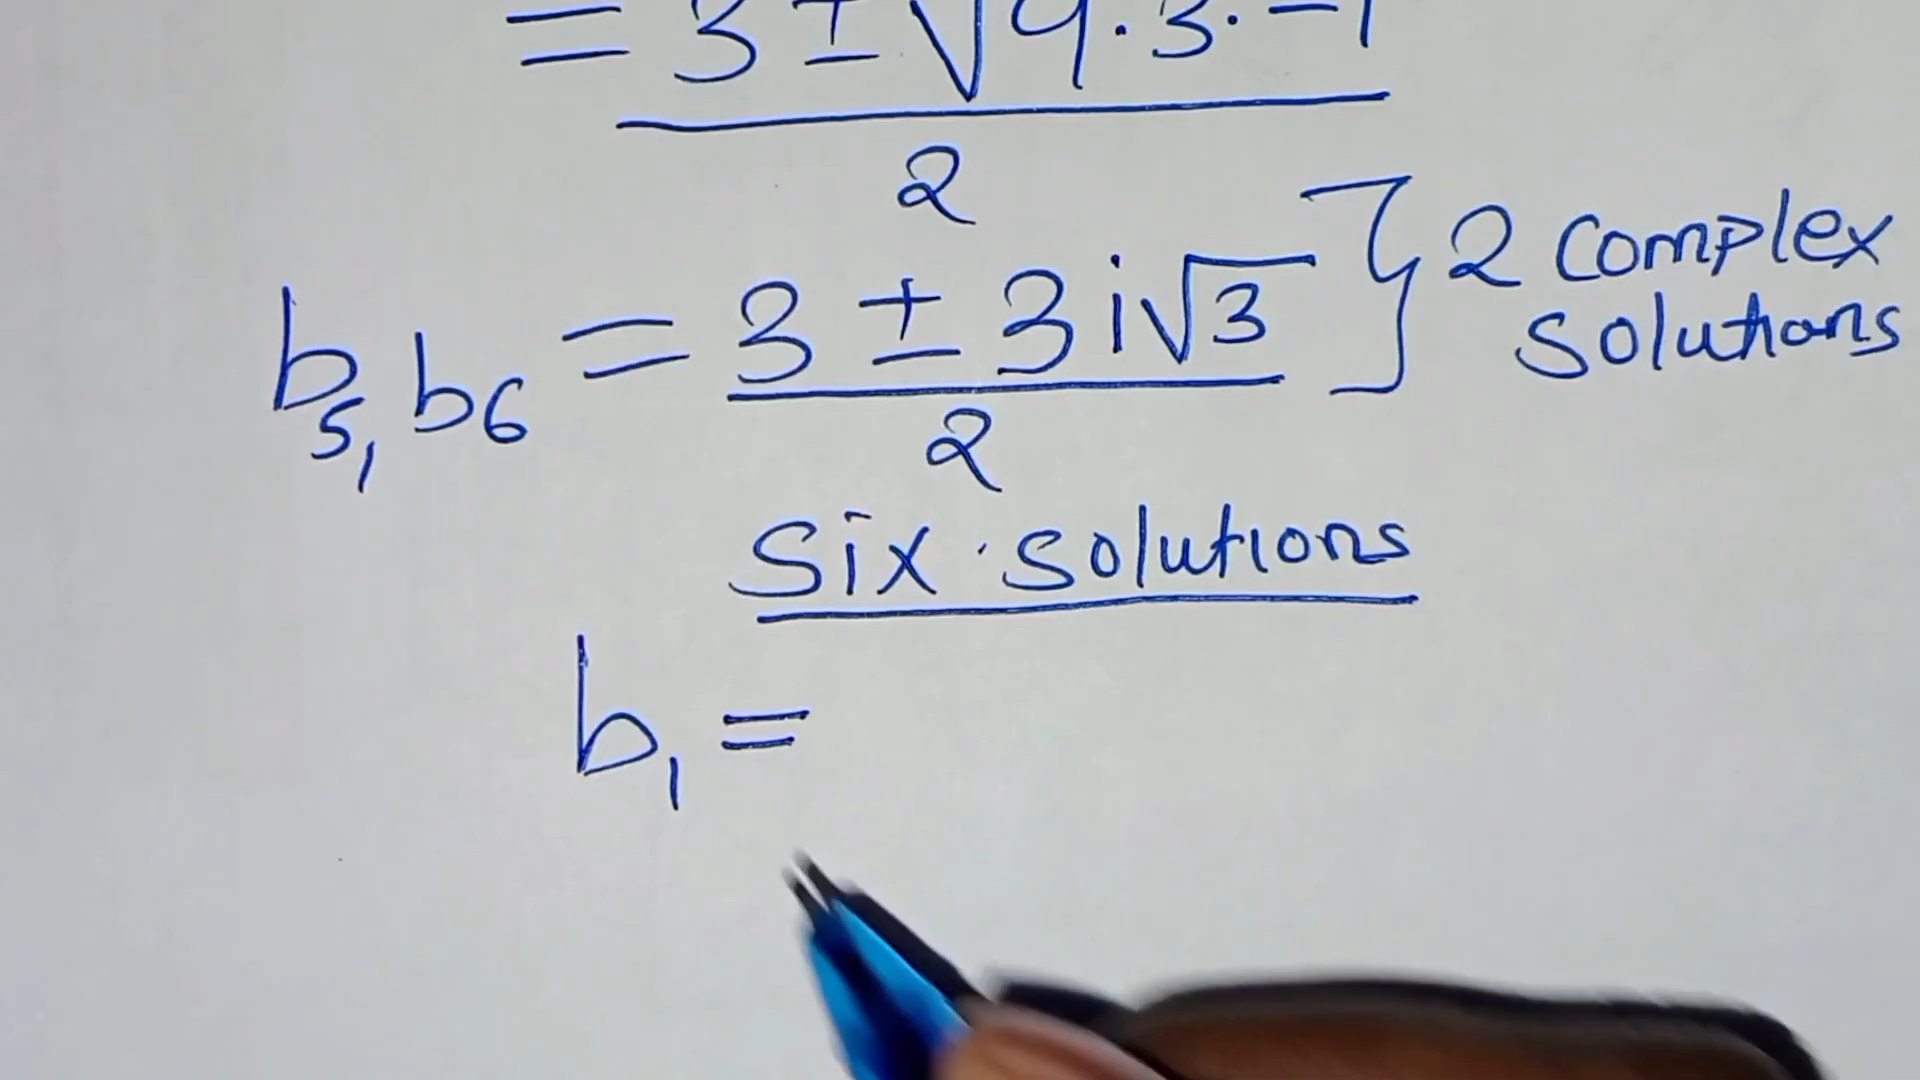 = 3 ± √9 · 3 · -1
2
b5, b6 = 3 ± 3i√3 } 2 complex
solutions
2
Six solutions
b1 =